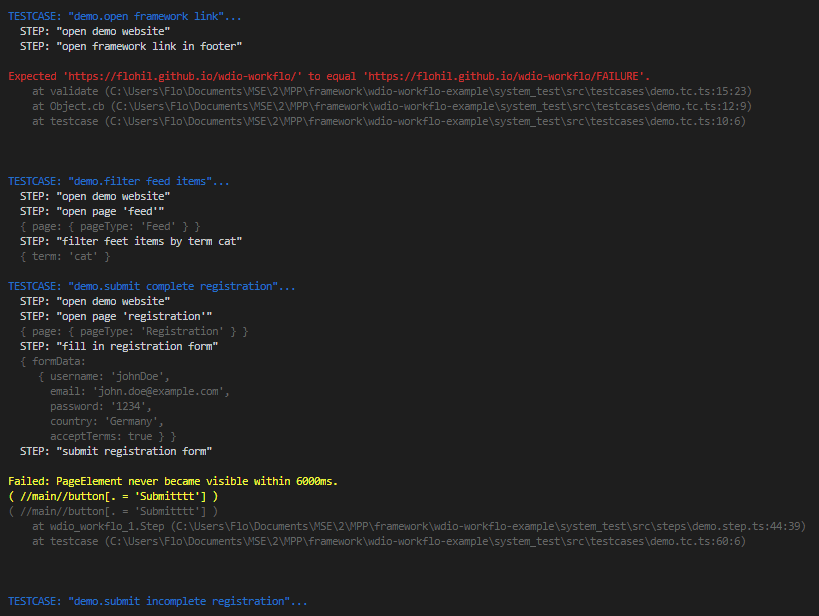 TESTCASE: "demo.open framework link"...
STEP: "open demo website"
STEP: "open framework link in footer"
Expected 'https://flohil.github.io/wdio-workflo/' to equal 'https://flohil.github.io/wdio-workflo/FAILURE'.
at validate (C:\Users\Flo\Documents\MSE\2\MPP\framework\wdio-workflo-example\system_test\src\testcases\demo.tc.ts:15:23)
at Object.cb (C:\Users\Flo\Documents\MSE\2\MPP\framework\wdio-workflo-example\system_test\src\testcases\demo.tc.ts:12:9)
at testcase (C:\Users\Flo\Documents\MSE\2\MPP\framework\wdio-workflo-example\system_test\src\testcases\demo.tc.ts:10:6)
TESTCASE: "demo.filter feed items"...
STEP: "open demo website"
STEP: "open page 'feed'"
{ page: { pageType: 'Feed' } }
STEP: "filter feet items by term cat"
{ term: 'cat' }
TESTCASE: "demo.submit complete registration"...
STEP: "open demo website"
STEP: "open page 'registration'"
{ page: { pageType: 'Registration' } }
STEP: "fill in registration form"
{ formData:
{ username: 'johnDoe',
email: 'john.doe@example.com',
password: '1234',
country: 'Germany',
acceptTerms: true } }
STEP: "submit registration form"
Failed: PageElement never became visible within 6000ms.
( //main//button[. = 'Submitttt'] )
( //main//button[. = 'Submitttt'] )
at wdio_workflo_1.Step (C:\Users\Flo\Documents\MSE\2\MPP\framework\wdio-workflo-example\system_test\src\steps\demo.step.ts:44:39)
at testcase (C:\Users\Flo\Documents\MSE\2\MPP\framework\wdio-workflo-example\system_test\src\testcases\demo.tc.ts:60:6)
TESTCASE: "demo.submit incomplete registration"...